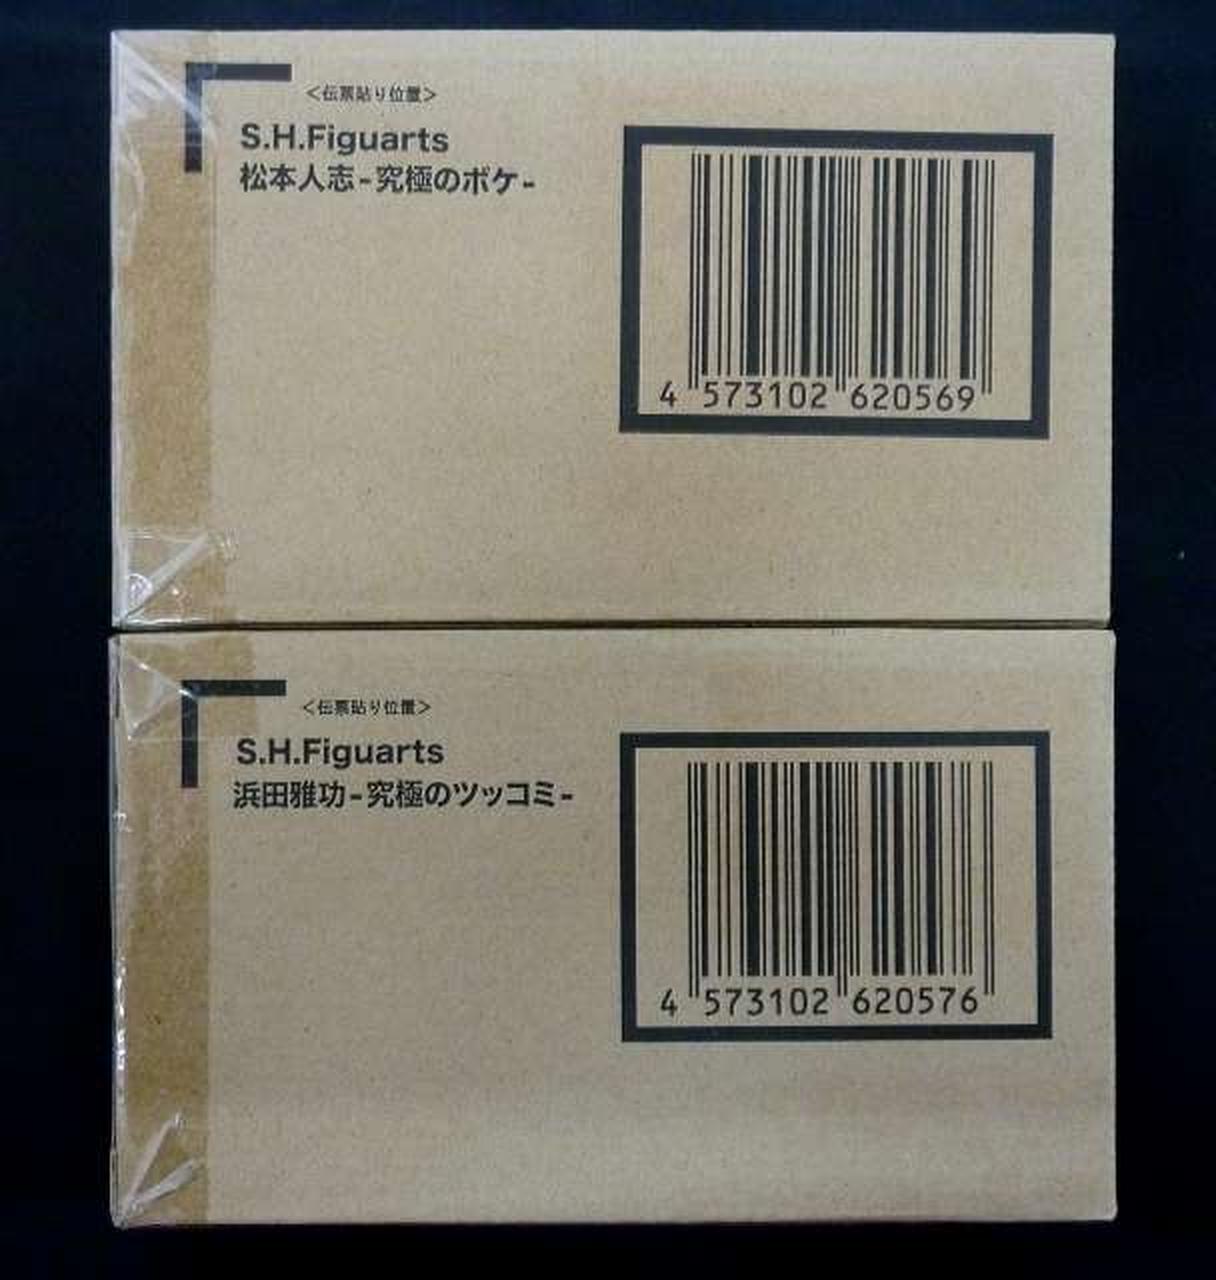 <伝票貼り位置>
S.H.Figuarts
松本人志-究極のボケ-
4 573102 620569
<伝票貼り位置>
S.H.Figuarts
浜田雅功-究極のツッコミ-
4 573102 620576